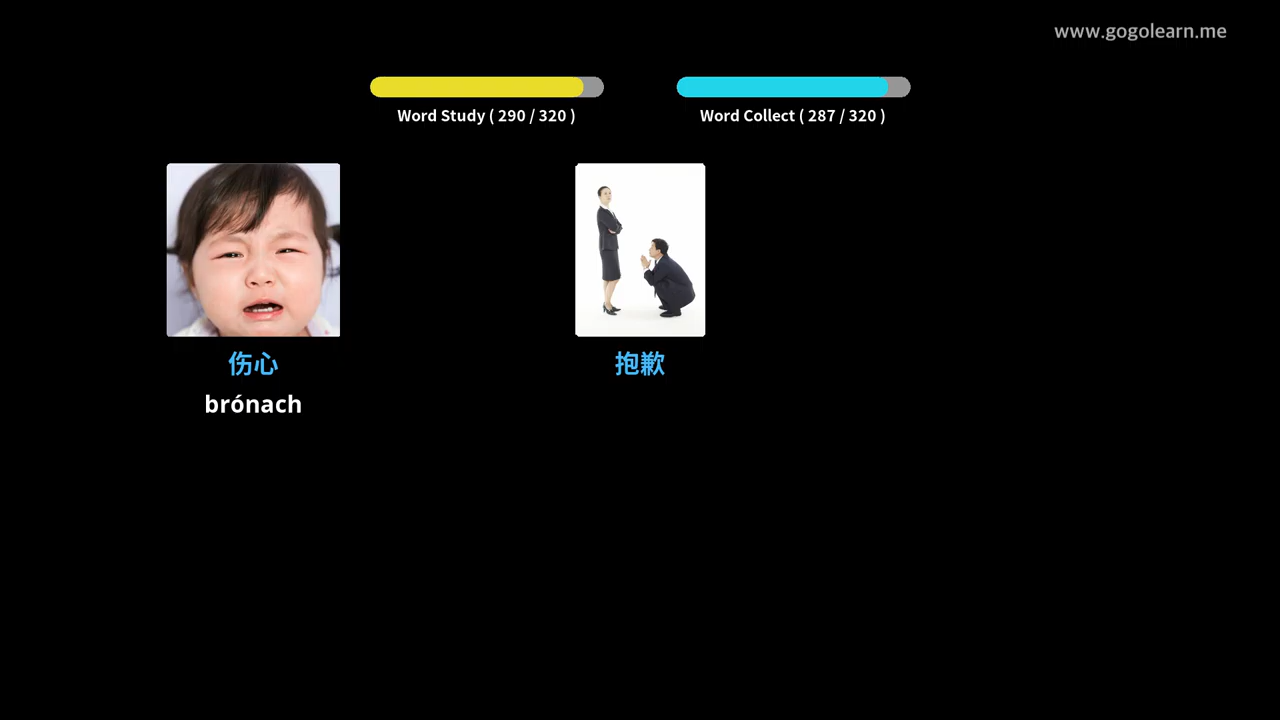 www.gogolearn.me
Word Study ( 290 / 320 )
Word Collect ( 287 / 320 )
伤心
抱歉
brónach